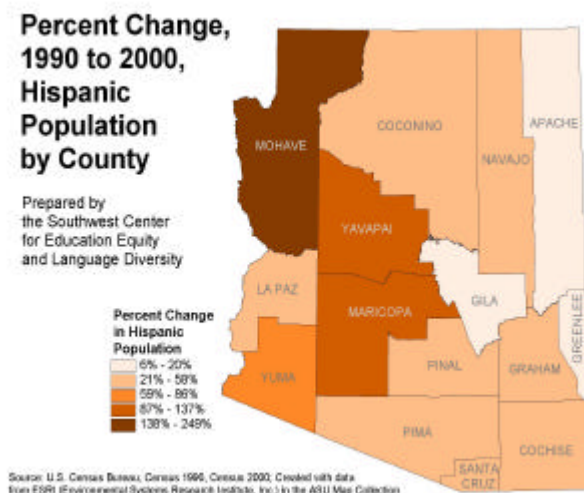 Percent Change,
1990 to 2000,
Hispanic
Population
by County
Prepared by
the Southwest Center
for Education Equity
and Language Diversity
COCONINO
APACHE
NAVAJO
MOHAVE
YAVAPAI
LA PAZ
GILA
MARICOPA
GREENLEE
PINAL
GRAHAM
YUMA
PIMA
COCHISE
SANTA
CRUZ
Percent Change
in Hispanic
Population
6% - 20%
21% - 58%
59% - 86%
87% - 137%
138% - 249%
Source: U.S. Census Bureau, Census 1990, Census 2000; Created with data
from ESRI (Environmental Systems Research Institute, Inc.) in the ASU Map Collection